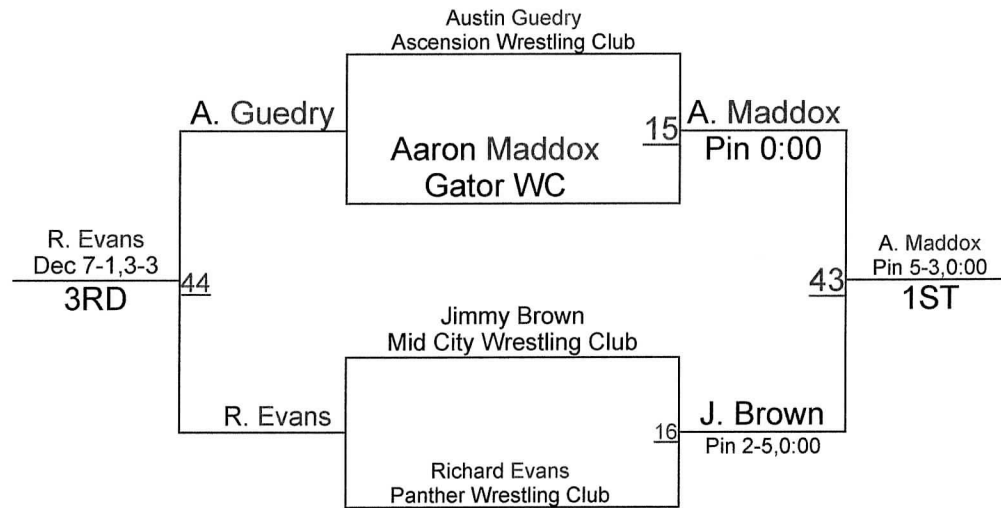 Austin Guedry
Ascension Wrestling Club
A. Guedry
15
A. Maddox
Pin 0:00
Aaron Maddox
Gator WC
R. Evans
Dec 7-1,3-3
3RD
44
43
A. Maddox
Pin 5-3,0:00
1ST
Jimmy Brown
Mid City Wrestling Club
R. Evans
16
J. Brown
Pin 2-5,0:00
Richard Evans
Panther Wrestling Club